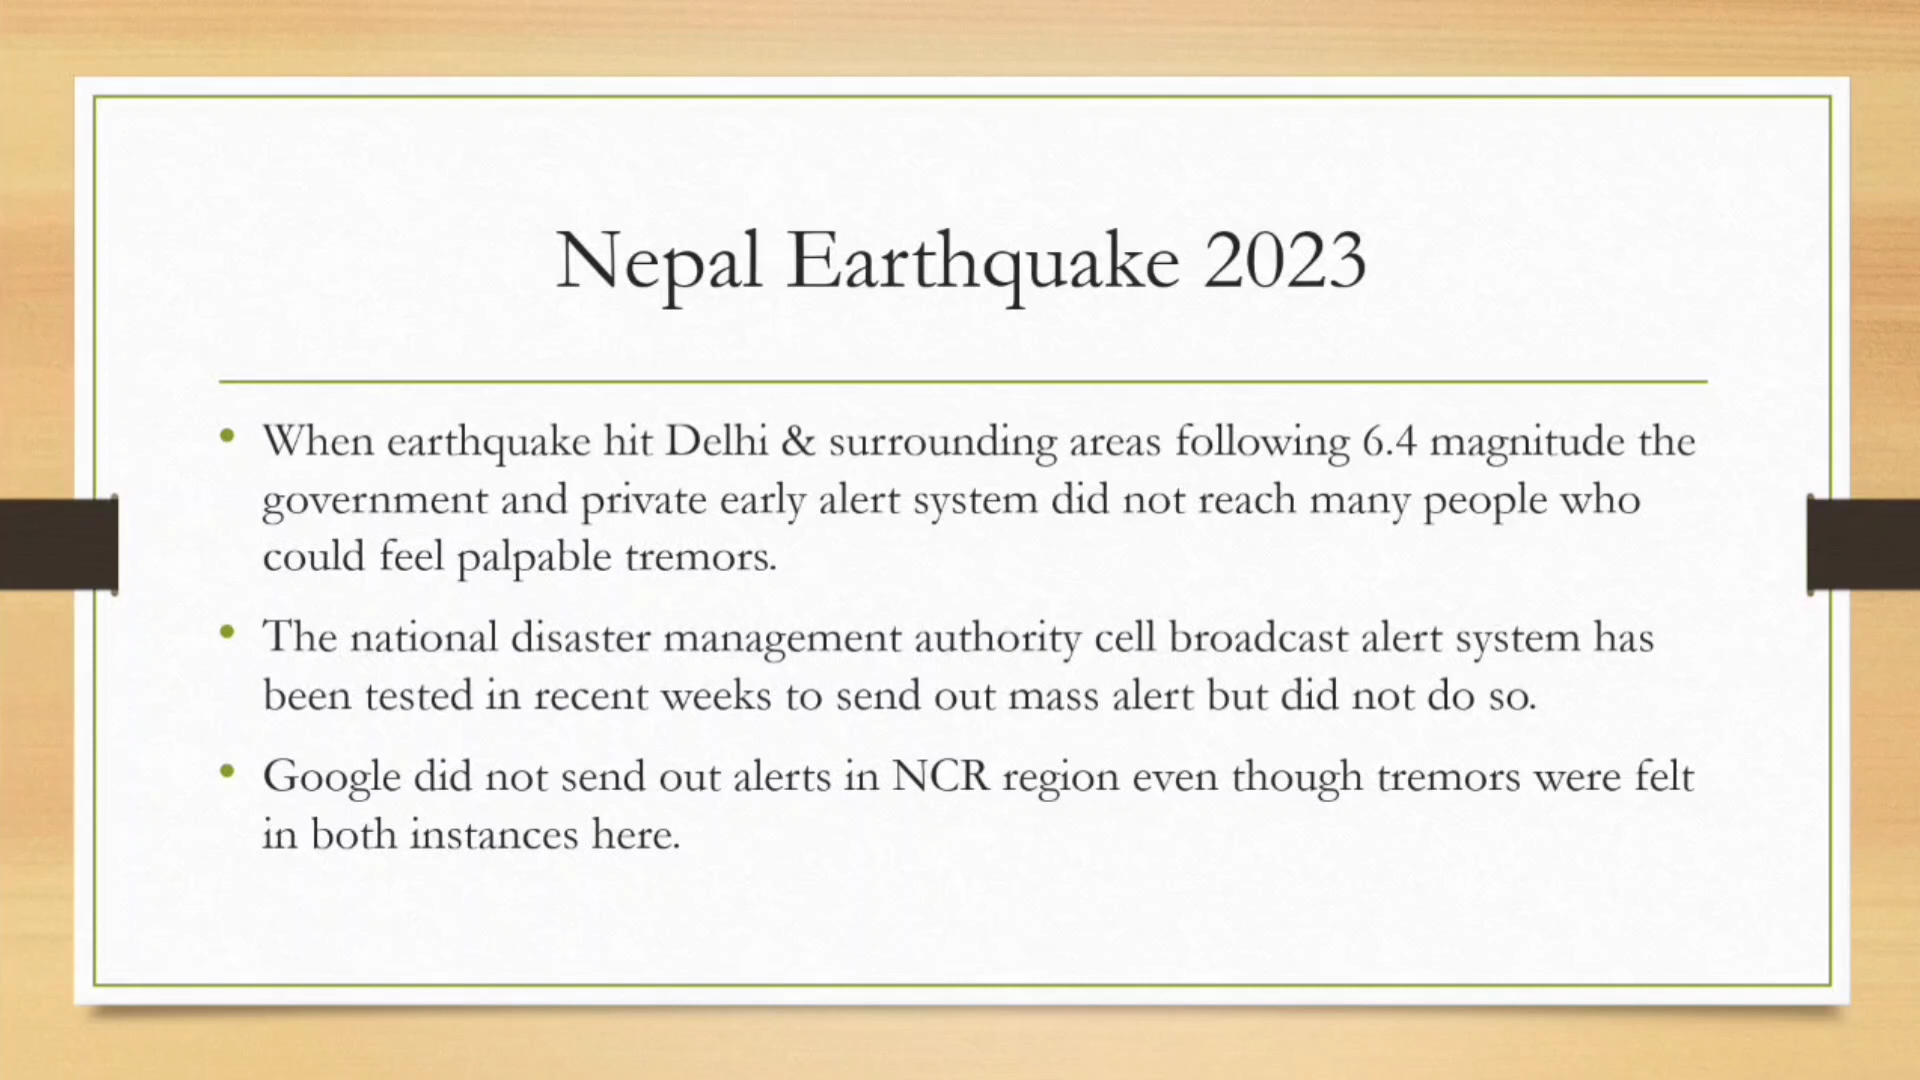 Nepal Earthquake 2023
• When earthquake hit Delhi & surrounding areas following 6.4 magnitude the
government and private early alert system did not reach many people who
could feel palpable tremors.
• The national disaster management authority cell broadcast alert system has
been tested in recent weeks to send out mass alert but did not do so.
• Google did not send out alerts in NCR region even though tremors were felt
in both instances here.